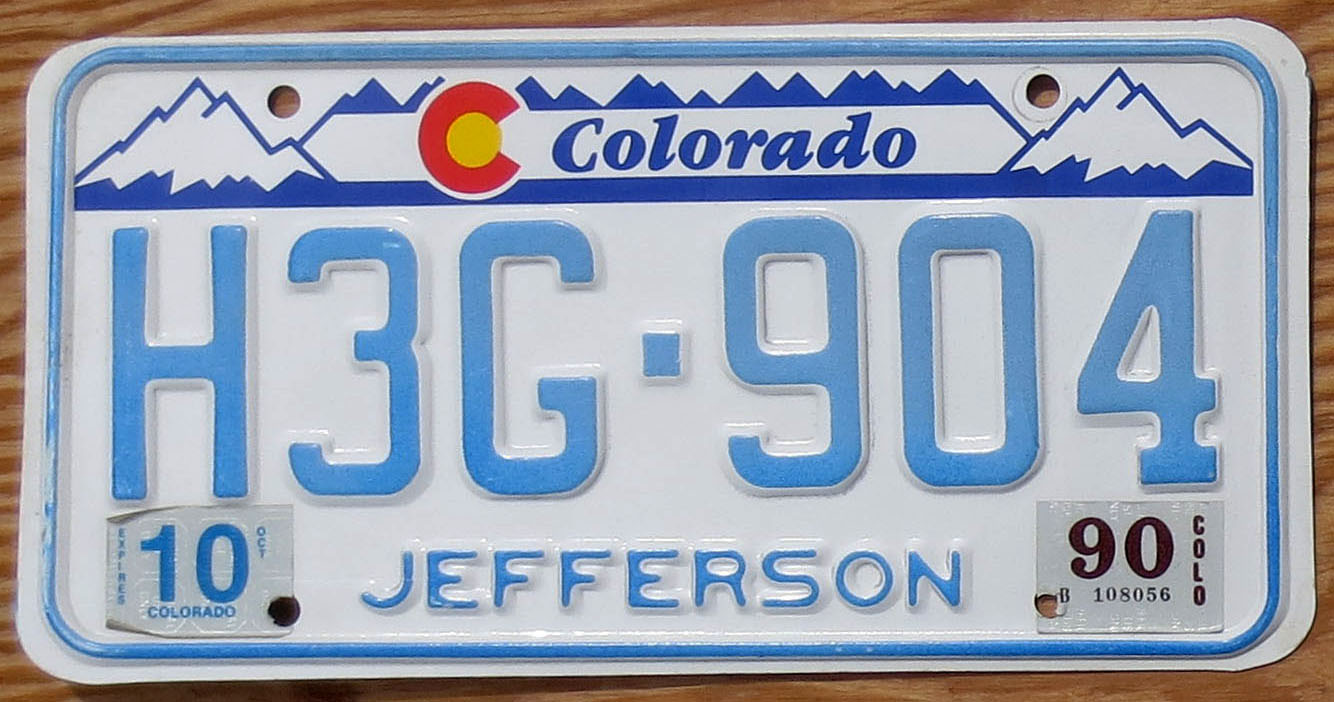 Colorado
H3G·904
EXPIRES
10
OCT
COLORADO
JEFFERSON
90
COLO
B 108056